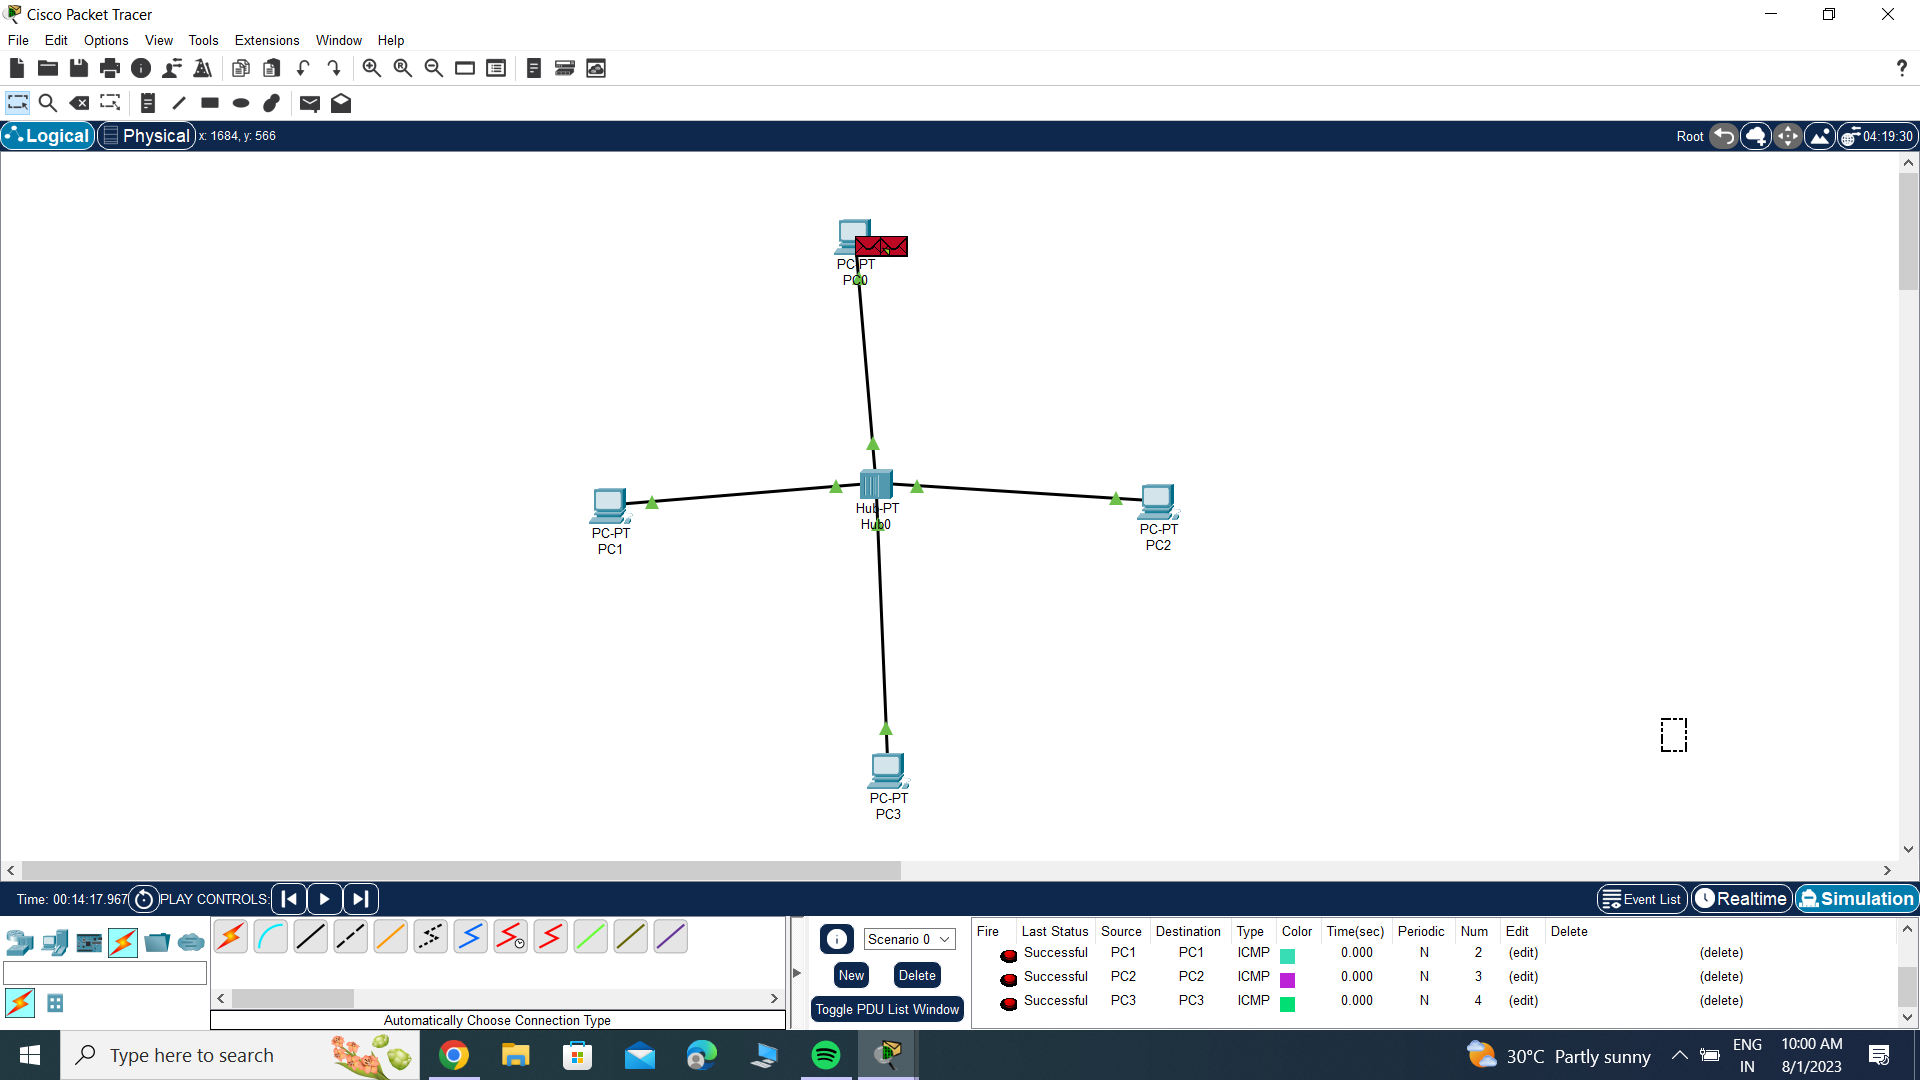 Cisco Packet Tracer
File Edit Options View Tools Extensions Window Help
?
Logical Physical x: 1684, y: 566 Root 04:19:30
PC-PT
PC0
Hub-PT
Hub0
PC-PT
PC1
PC-PT
PC2
PC-PT
PC3
Time: 00:14:17.967 PLAY CONTROLS: Event List Realtime Simulation
Scenario 0
New Delete
Toggle PDU List Window
Fire Last Status Source Destination Type Color Time(sec) Periodic Num Edit Delete
Successful PC1 PC1 ICMP 0.000 N 2 (edit) (delete)
Successful PC2 PC2 ICMP 0.000 N 3 (edit) (delete)
Successful PC3 PC3 ICMP 0.000 N 4 (edit) (delete)
Automatically Choose Connection Type
Type here to search
30°C Partly sunny
ENG
IN
10:00 AM
8/1/2023